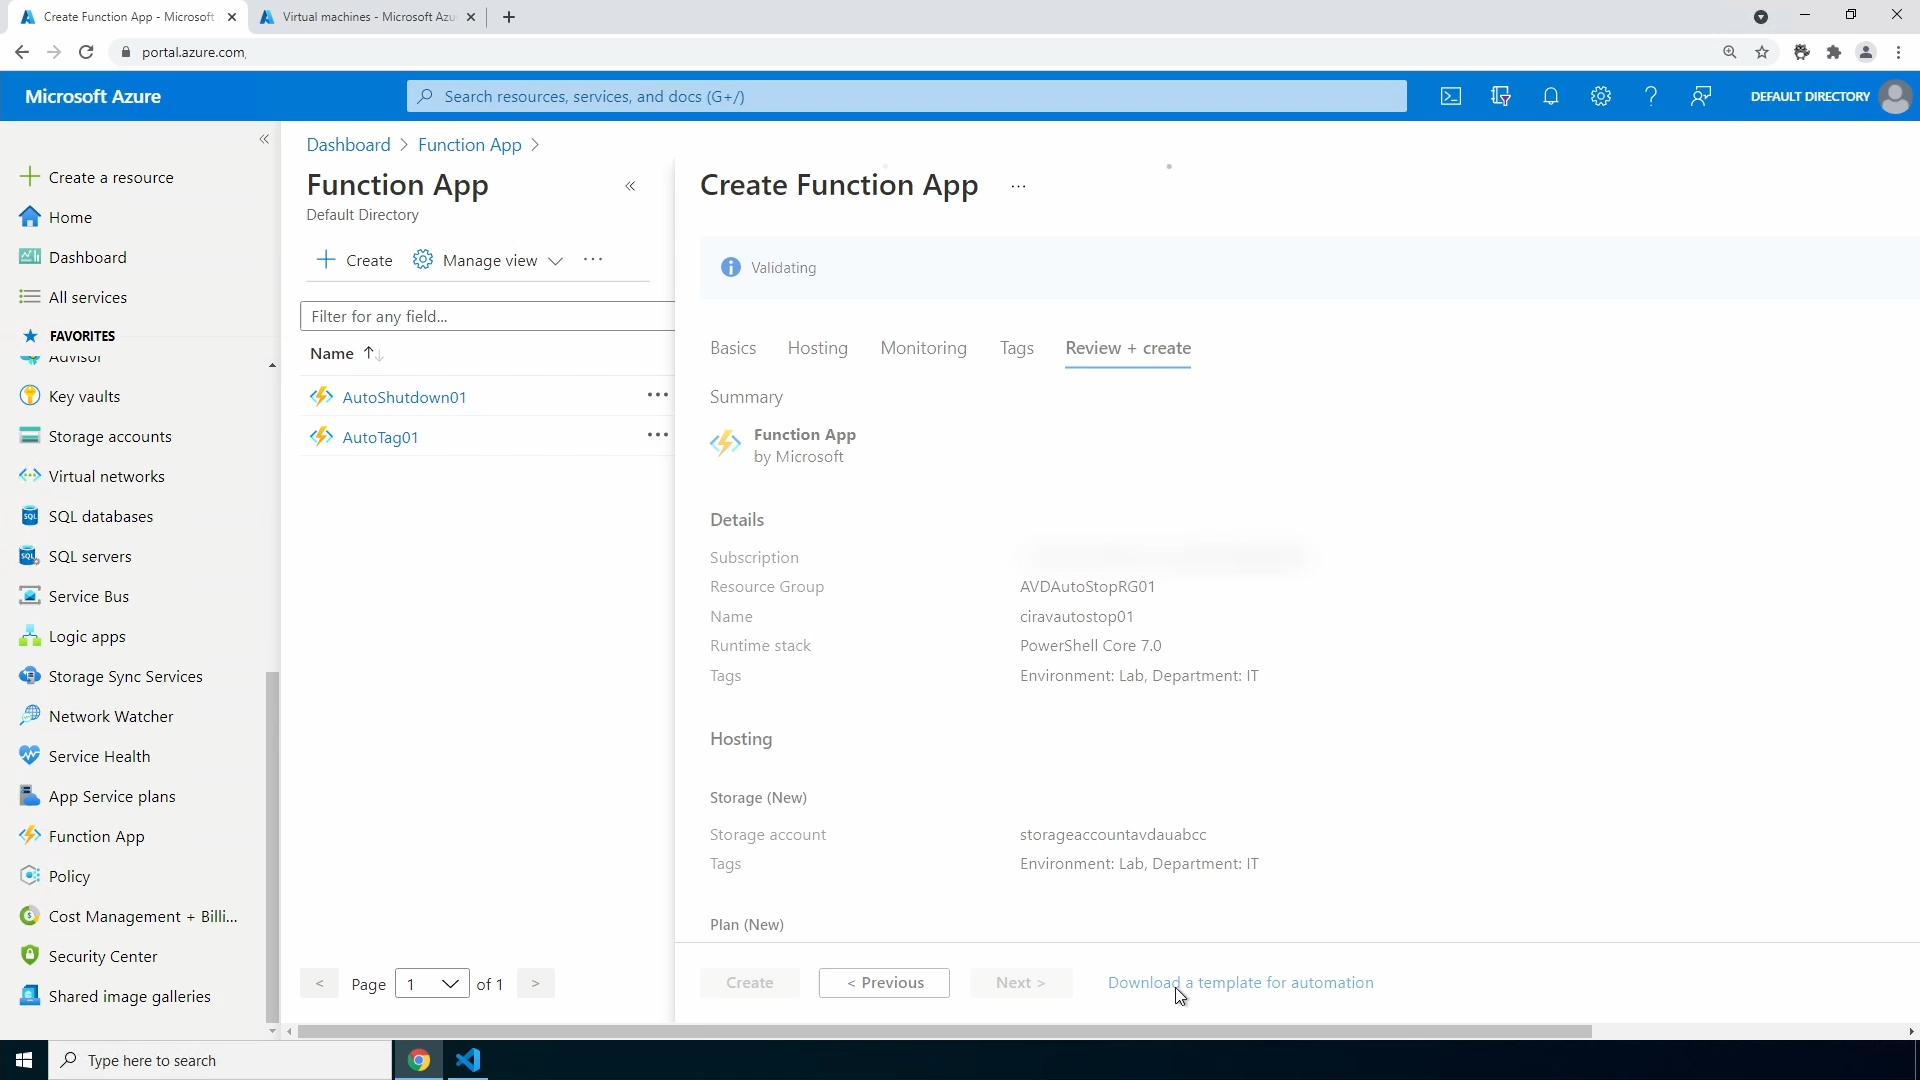 Create Function App - Microsoft
Virtual machines - Microsoft Azu
portal.azure.com,
Microsoft Azure
Search resources, services, and docs (G+/)
DEFAULT DIRECTORY
Create a resource
Home
Dashboard
All services
FAVORITES
Advisor
Key vaults
Storage accounts
Virtual networks
SQL databases
SQL servers
Service Bus
Logic apps
Storage Sync Services
Network Watcher
Service Health
App Service plans
Function App
Policy
Cost Management + Billi...
Security Center
Shared image galleries
Dashboard > Function App >
Function App
Default Directory
+ Create
Manage view
Filter for any field...
Name ↑↓
AutoShutdown01
AutoTag01
< Page 1 of 1 >
Create Function App
Validating
Basics Hosting Monitoring Tags Review + create
Summary
Function App
by Microsoft
Details
Subscription
Resource Group AVDAutoStopRG01
Name ciravautostop01
Runtime stack PowerShell Core 7.0
Tags Environment: Lab, Department: IT
Hosting
Storage (New)
Storage account storageaccountavdauabcc
Tags Environment: Lab, Department: IT
Plan (New)
Create < Previous Next > Download a template for automation
Type here to search